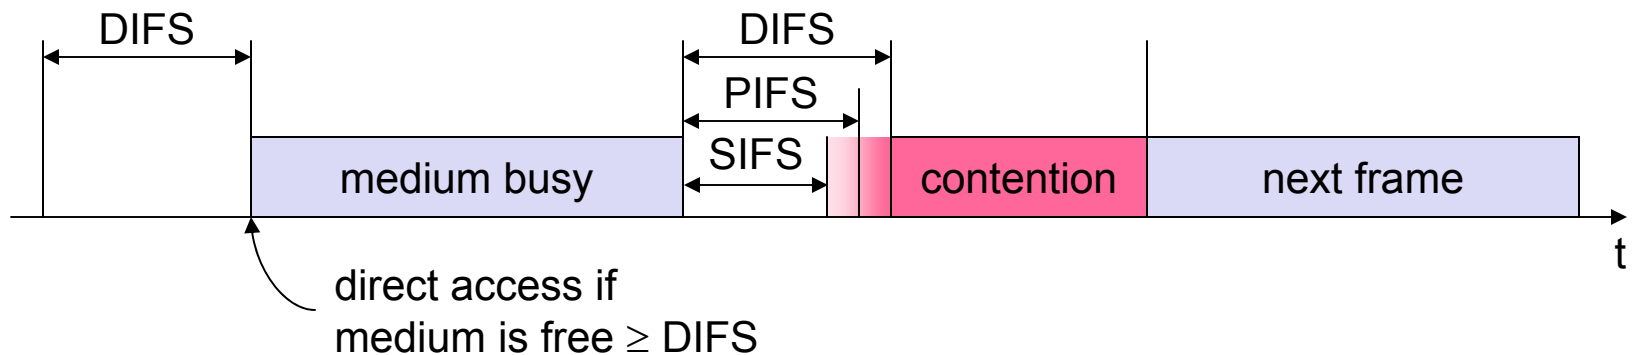 DIFS
DIFS
PIFS
SIFS
medium busy
contention
next frame
t
direct access if
medium is free ≥ DIFS